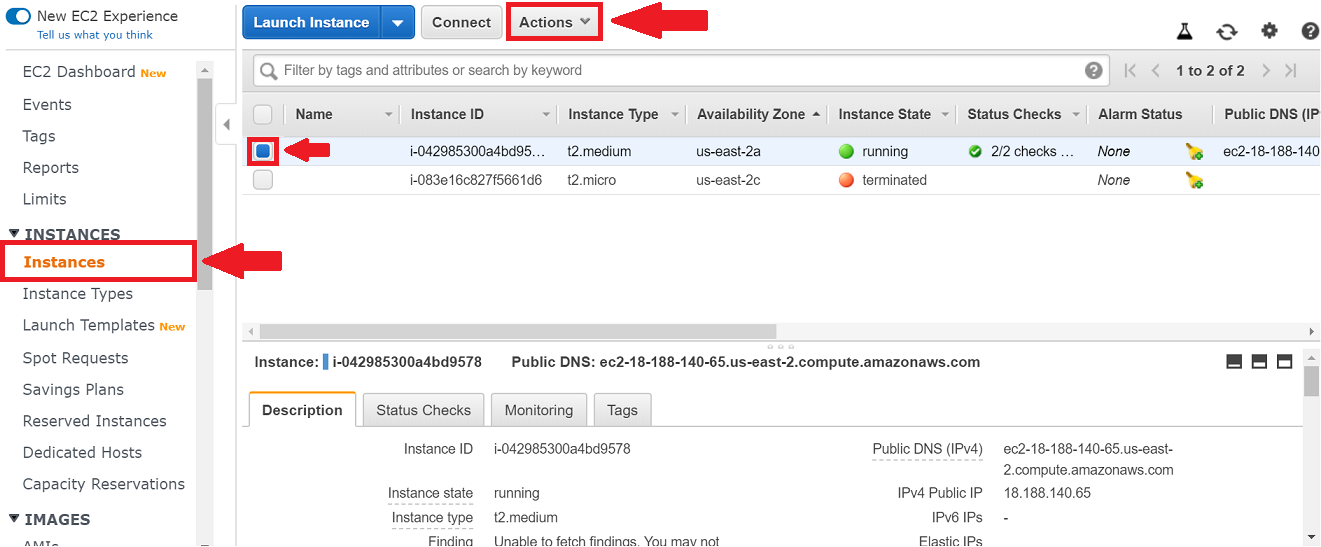 New EC2 Experience
Tell us what you think
EC2 Dashboard New
Events
Tags
Reports
Limits
INSTANCES
Instances
Instance Types
Launch Templates New
Spot Requests
Savings Plans
Reserved Instances
Dedicated Hosts
Capacity Reservations
IMAGES
AMIs
Launch Instance Connect Actions
Filter by tags and attributes or search by keyword ? 1 to 2 of 2 ?
Name Instance ID Instance Type Availability Zone Instance State Status Checks Alarm Status Public DNS (IP
i-042985300a4bd95... t2.medium us-east-2a running 2/2 checks ... None ec2-18-188-140
i-083e16c827f5661d6 t2.micro us-east-2c terminated None
Instance: i-042985300a4bd9578 Public DNS: ec2-18-188-140-65.us-east-2.compute.amazonaws.com
Description Status Checks Monitoring Tags
Instance ID i-042985300a4bd9578 Public DNS (IPv4) ec2-18-188-140-65.us-east-
2.compute.amazonaws.com
Instance state running IPv4 Public IP 18.188.140.65
Instance type t2.medium IPv6 IPs -
Finding Unable to fetch findings. You may not Elastic IPs